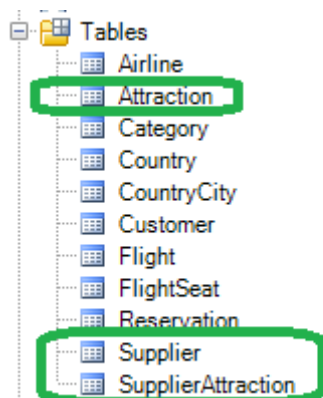 Tables
Airline
Attraction
Category
Country
CountryCity
Customer
Flight
FlightSeat
Reservation
Supplier
SupplierAttraction